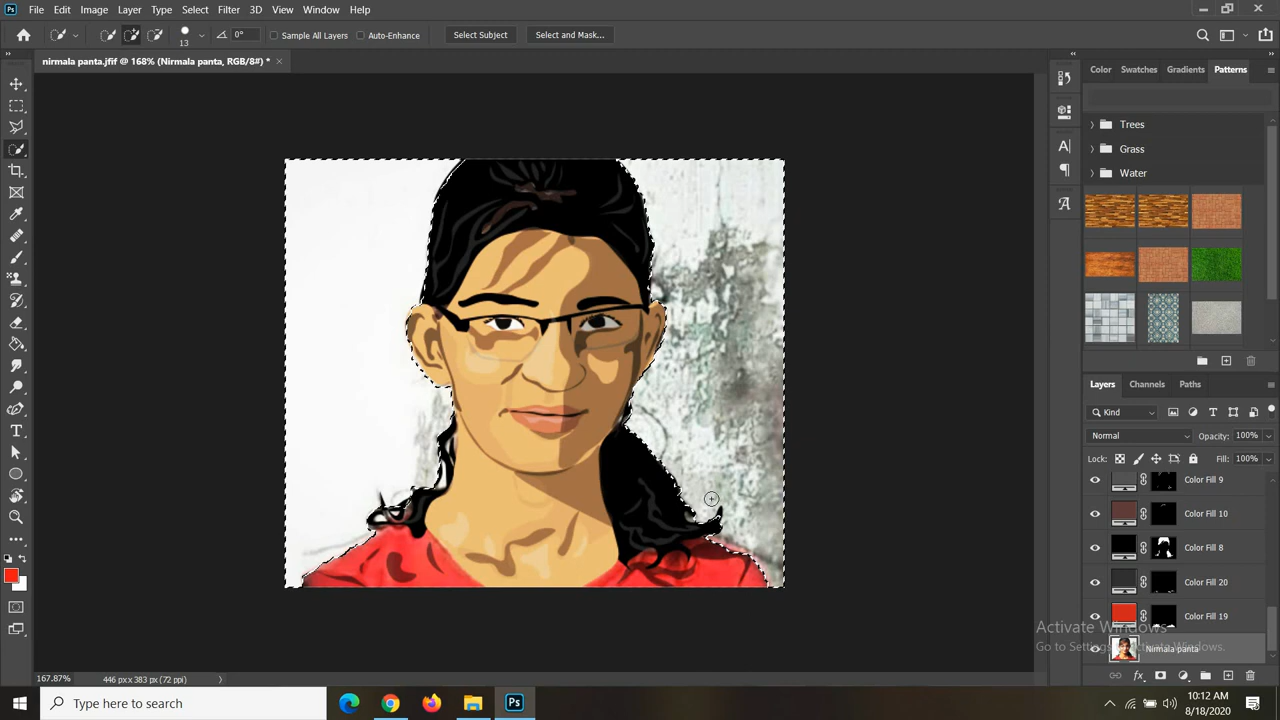 Ps File Edit Image Layer Type Select Filter 3D View Window Help
13 0° Sample All Layers Auto-Enhance Select Subject Select and Mask...
nirmala panta.jfif @ 168% (Nirmala panta, RGB/8#) *
Color Swatches Gradients Patterns
Trees
Grass
Water
Layers Channels Paths
Kind
Normal Opacity: 100%
Lock: Fill: 100%
Color Fill 9
Color Fill 10
Color Fill 8
Color Fill 20
Color Fill 19
Activate Windows
Go to Settings to activate Windows.
Nirmala panta
167.87% 446 px x 383 px (72 ppi)
Type here to search
Ps
10:12 AM
8/18/2020